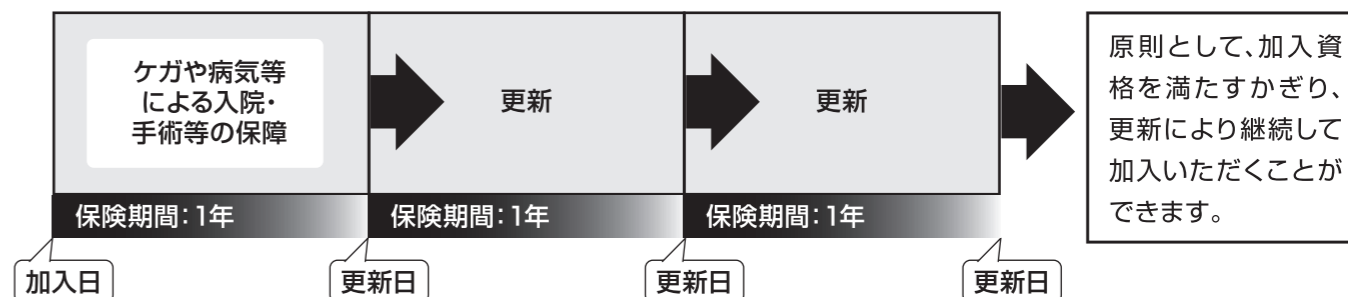 ケガや病気等
による入院・
手術等の保障
更新
更新
原則として、加入資
格を満たすかぎり、
更新により継続して
加入いただくことが
できます。
保険期間：1年
保険期間：1年
保険期間：1年
加入日
更新日
更新日
更新日